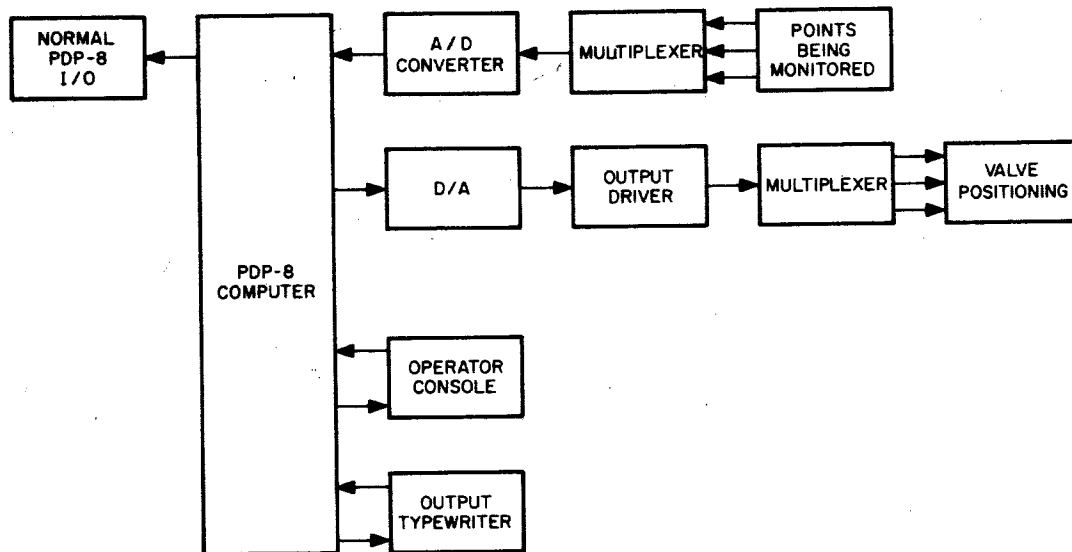 NORMAL
PDP-8
I/O
A/D
CONVERTER
MULTIPLEXER
POINTS
BEING
MONITORED
D/A
OUTPUT
DRIVER
MULTIPLEXER
VALVE
POSITIONING
PDP-8
COMPUTER
OPERATOR
CONSOLE
OUTPUT
TYPEWRITER